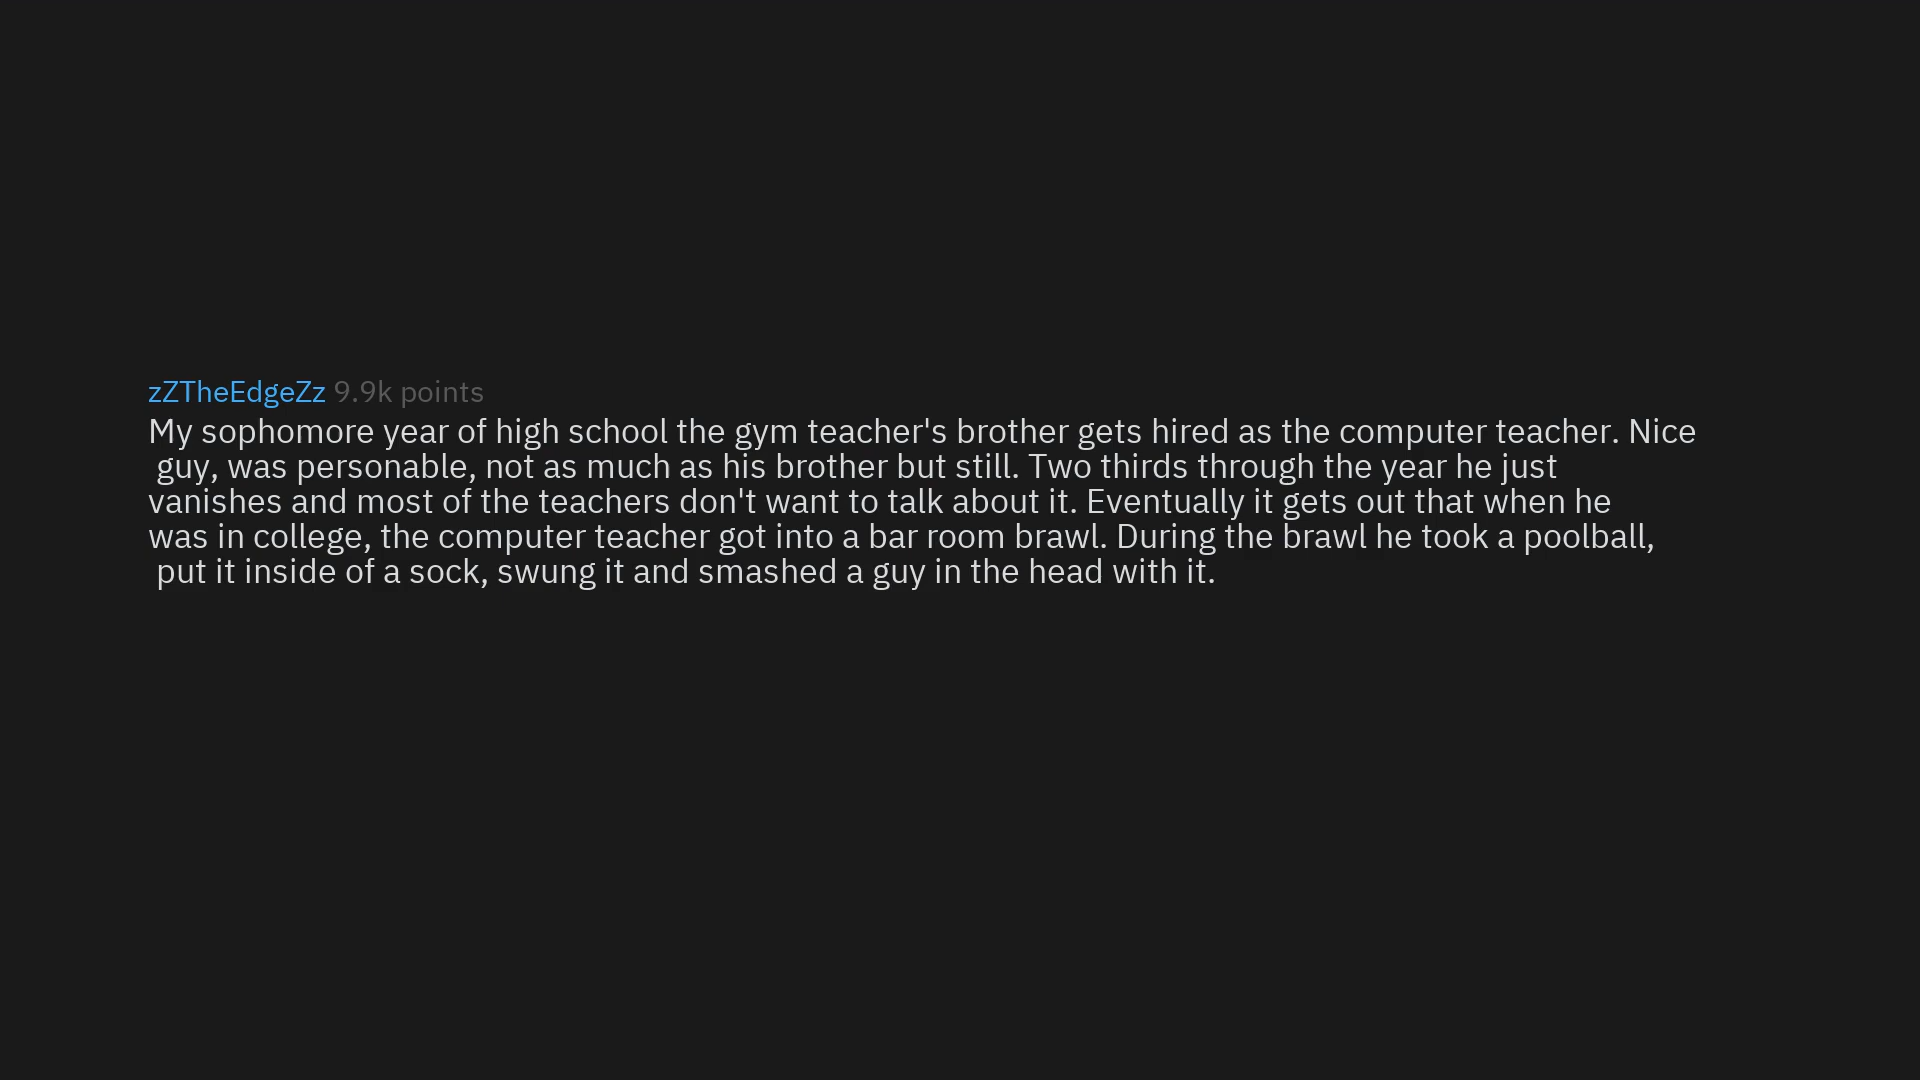 zZTheEdgeZz 9.9k points
My sophomore year of high school the gym teacher's brother gets hired as the computer teacher. Nice
guy, was personable, not as much as his brother but still. Two thirds through the year he just
vanishes and most of the teachers don't want to talk about it. Eventually it gets out that when he
was in college, the computer teacher got into a bar room brawl. During the brawl he took a poolball,
put it inside of a sock, swung it and smashed a guy in the head with it.